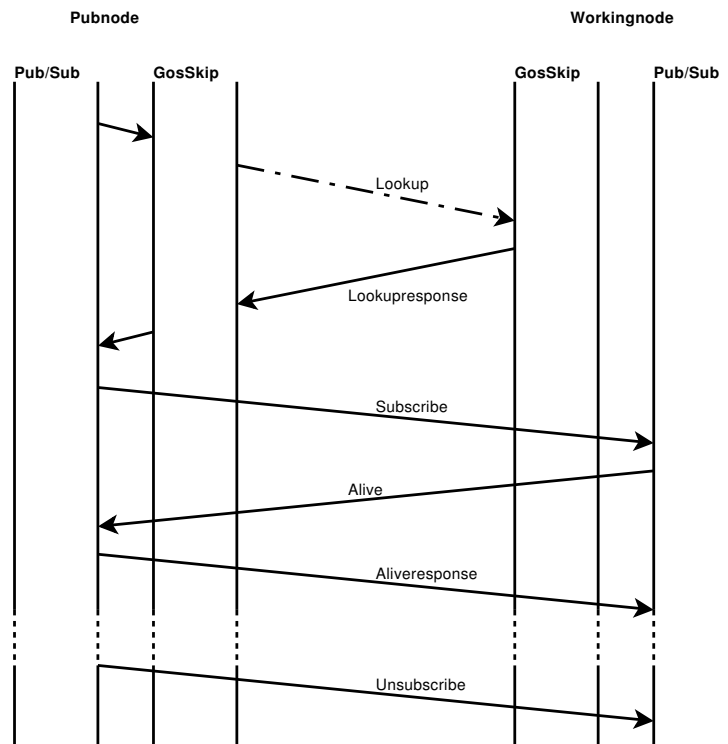 Pubnode Workingnode
Pub/Sub GosSkip GosSkip Pub/Sub
Lookup
Lookupresponse
Subscribe
Alive
Aliveresponse
Unsubscribe